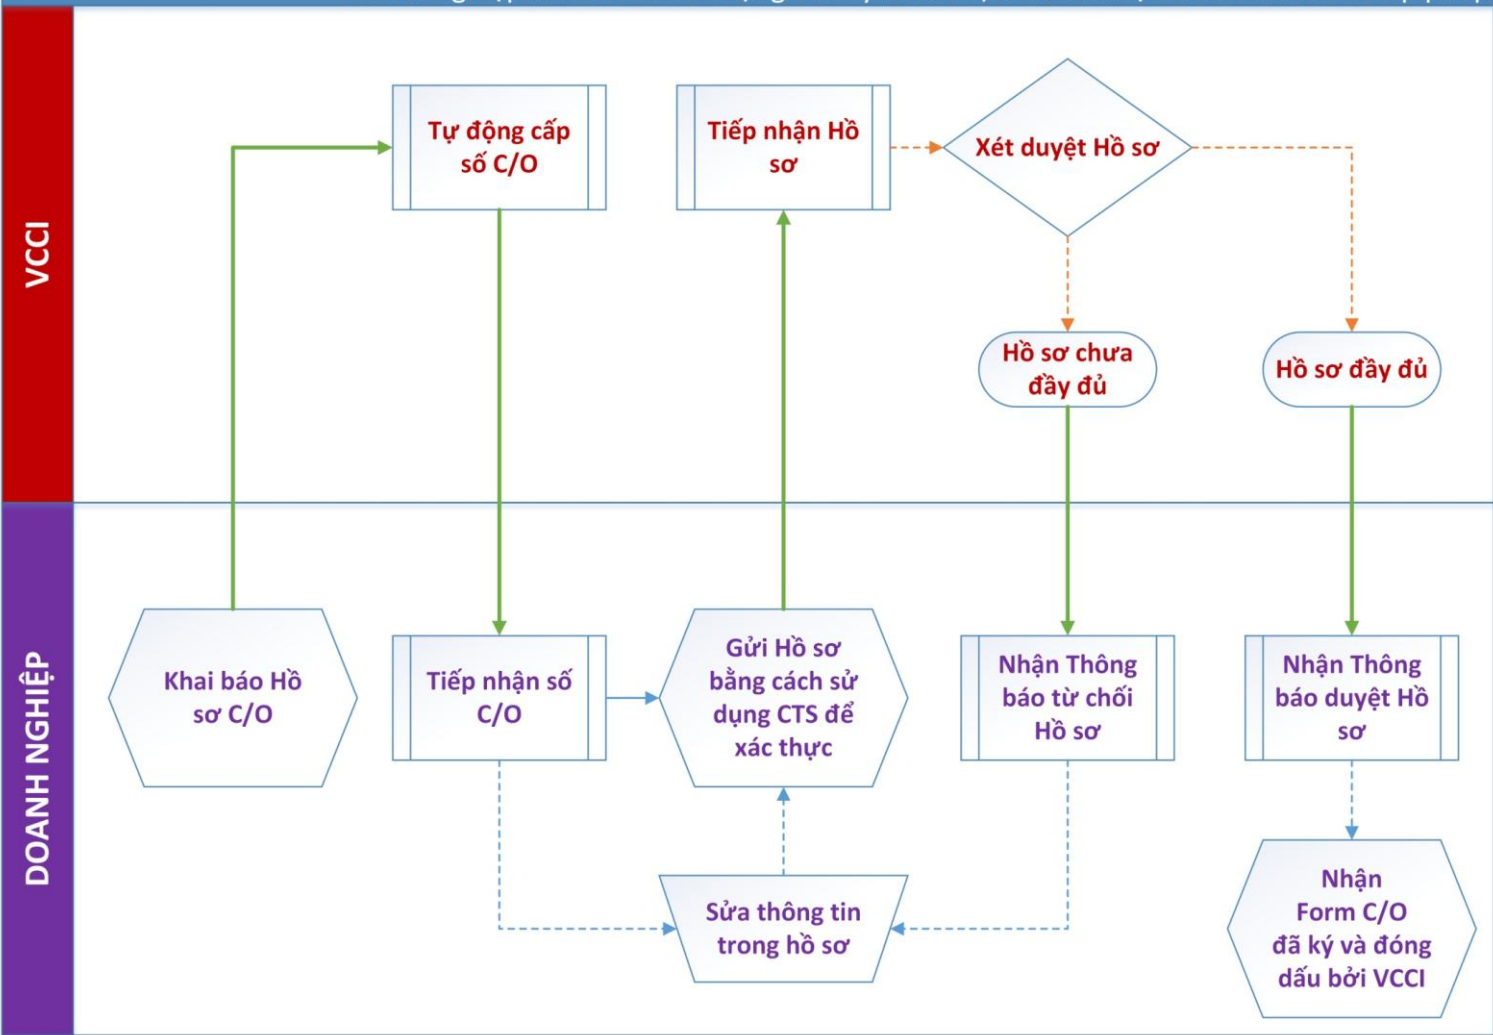 VCCI
Tự động cấp
số C/O
Tiếp nhận Hồ
sơ
Xét duyệt Hồ sơ
Hồ sơ chưa
đầy đủ
Hồ sơ đầy đủ
DOANH NGHIỆP
Khai báo Hồ
sơ C/O
Tiếp nhận số
C/O
Gửi Hồ sơ
bằng cách sử
dụng CTS để
xác thực
Nhận Thông
báo từ chối
Hồ sơ
Nhận Thông
báo duyệt Hồ
sơ
Sửa thông tin
trong hồ sơ
Nhận
Form C/O
đã ký và đóng
dấu bởi VCCI